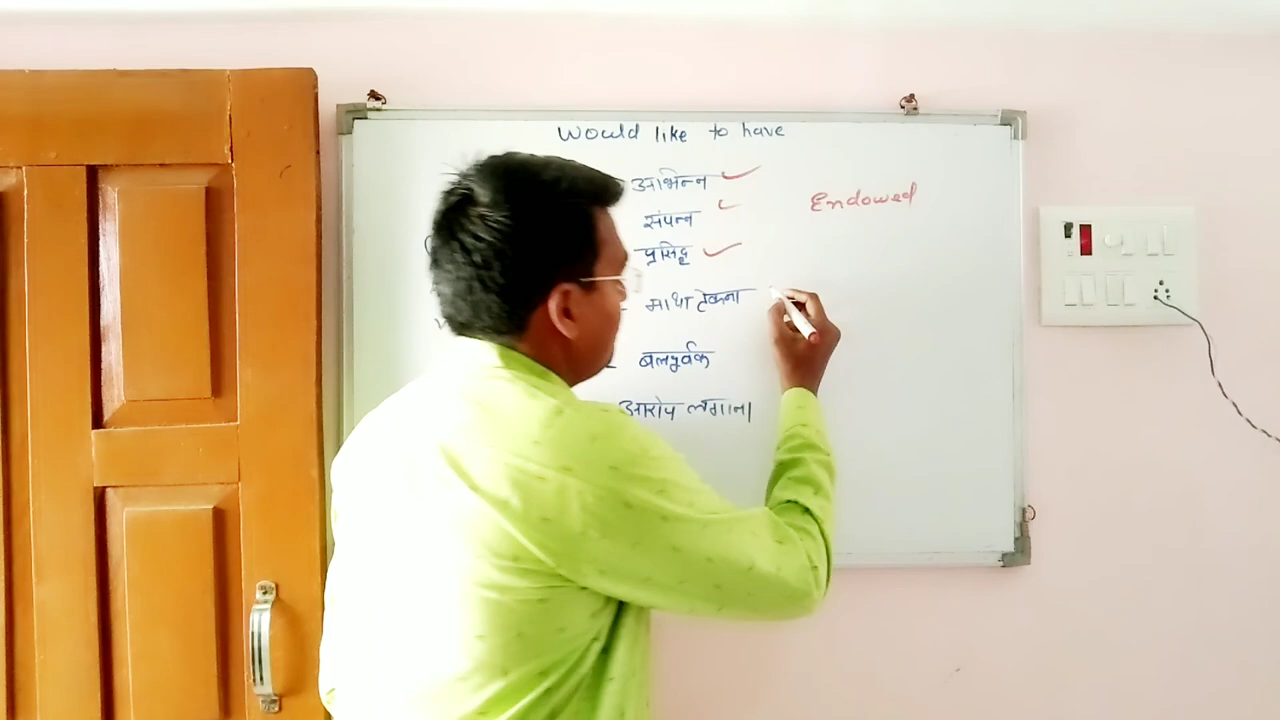 Would like to have
अभिन्न
संपन्न
Endowed
प्रसिद्ध
माथा टेकना
बलपूर्वक
आरोप लगाना